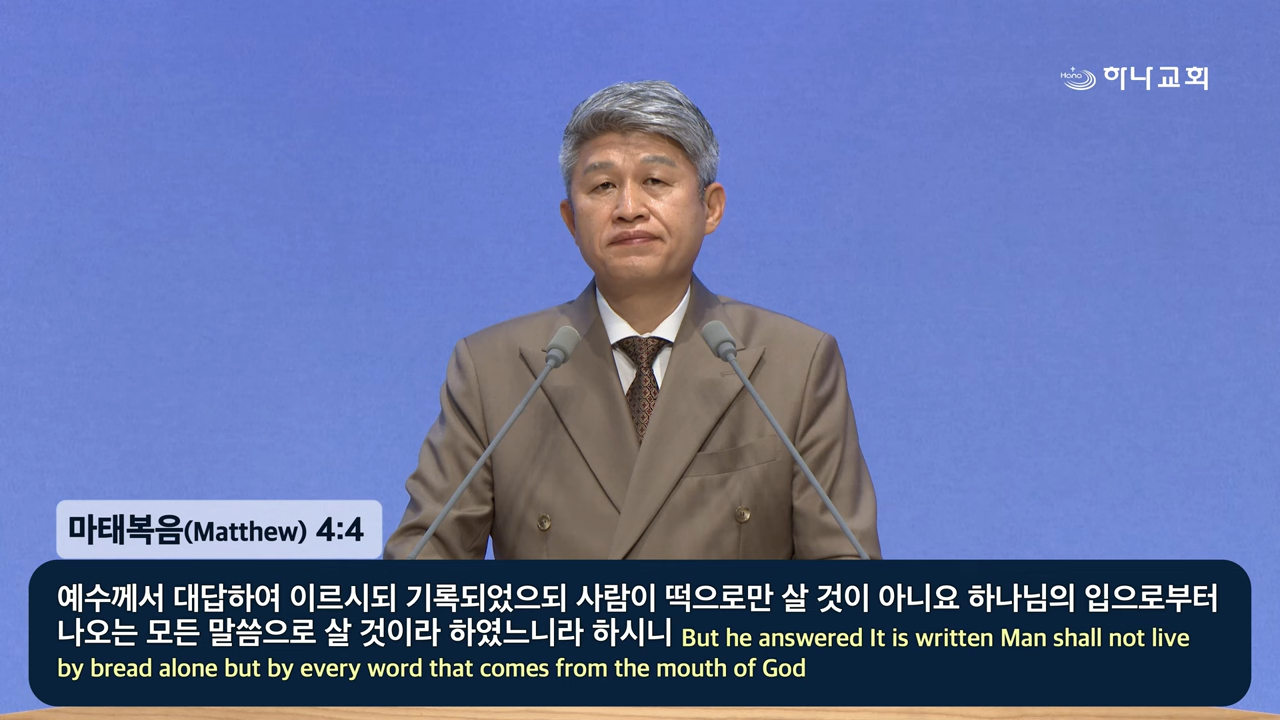 Hana 하나교회
마태복음(Matthew) 4:4
예수께서 대답하여 이르시되 기록되었으되 사람이 떡으로만 살 것이 아니요 하나님의 입으로부터
나오는 모든 말씀으로 살 것이라 하였느니라 하시니 But he answered It is written Man shall not live
by bread alone but by every word that comes from the mouth of God